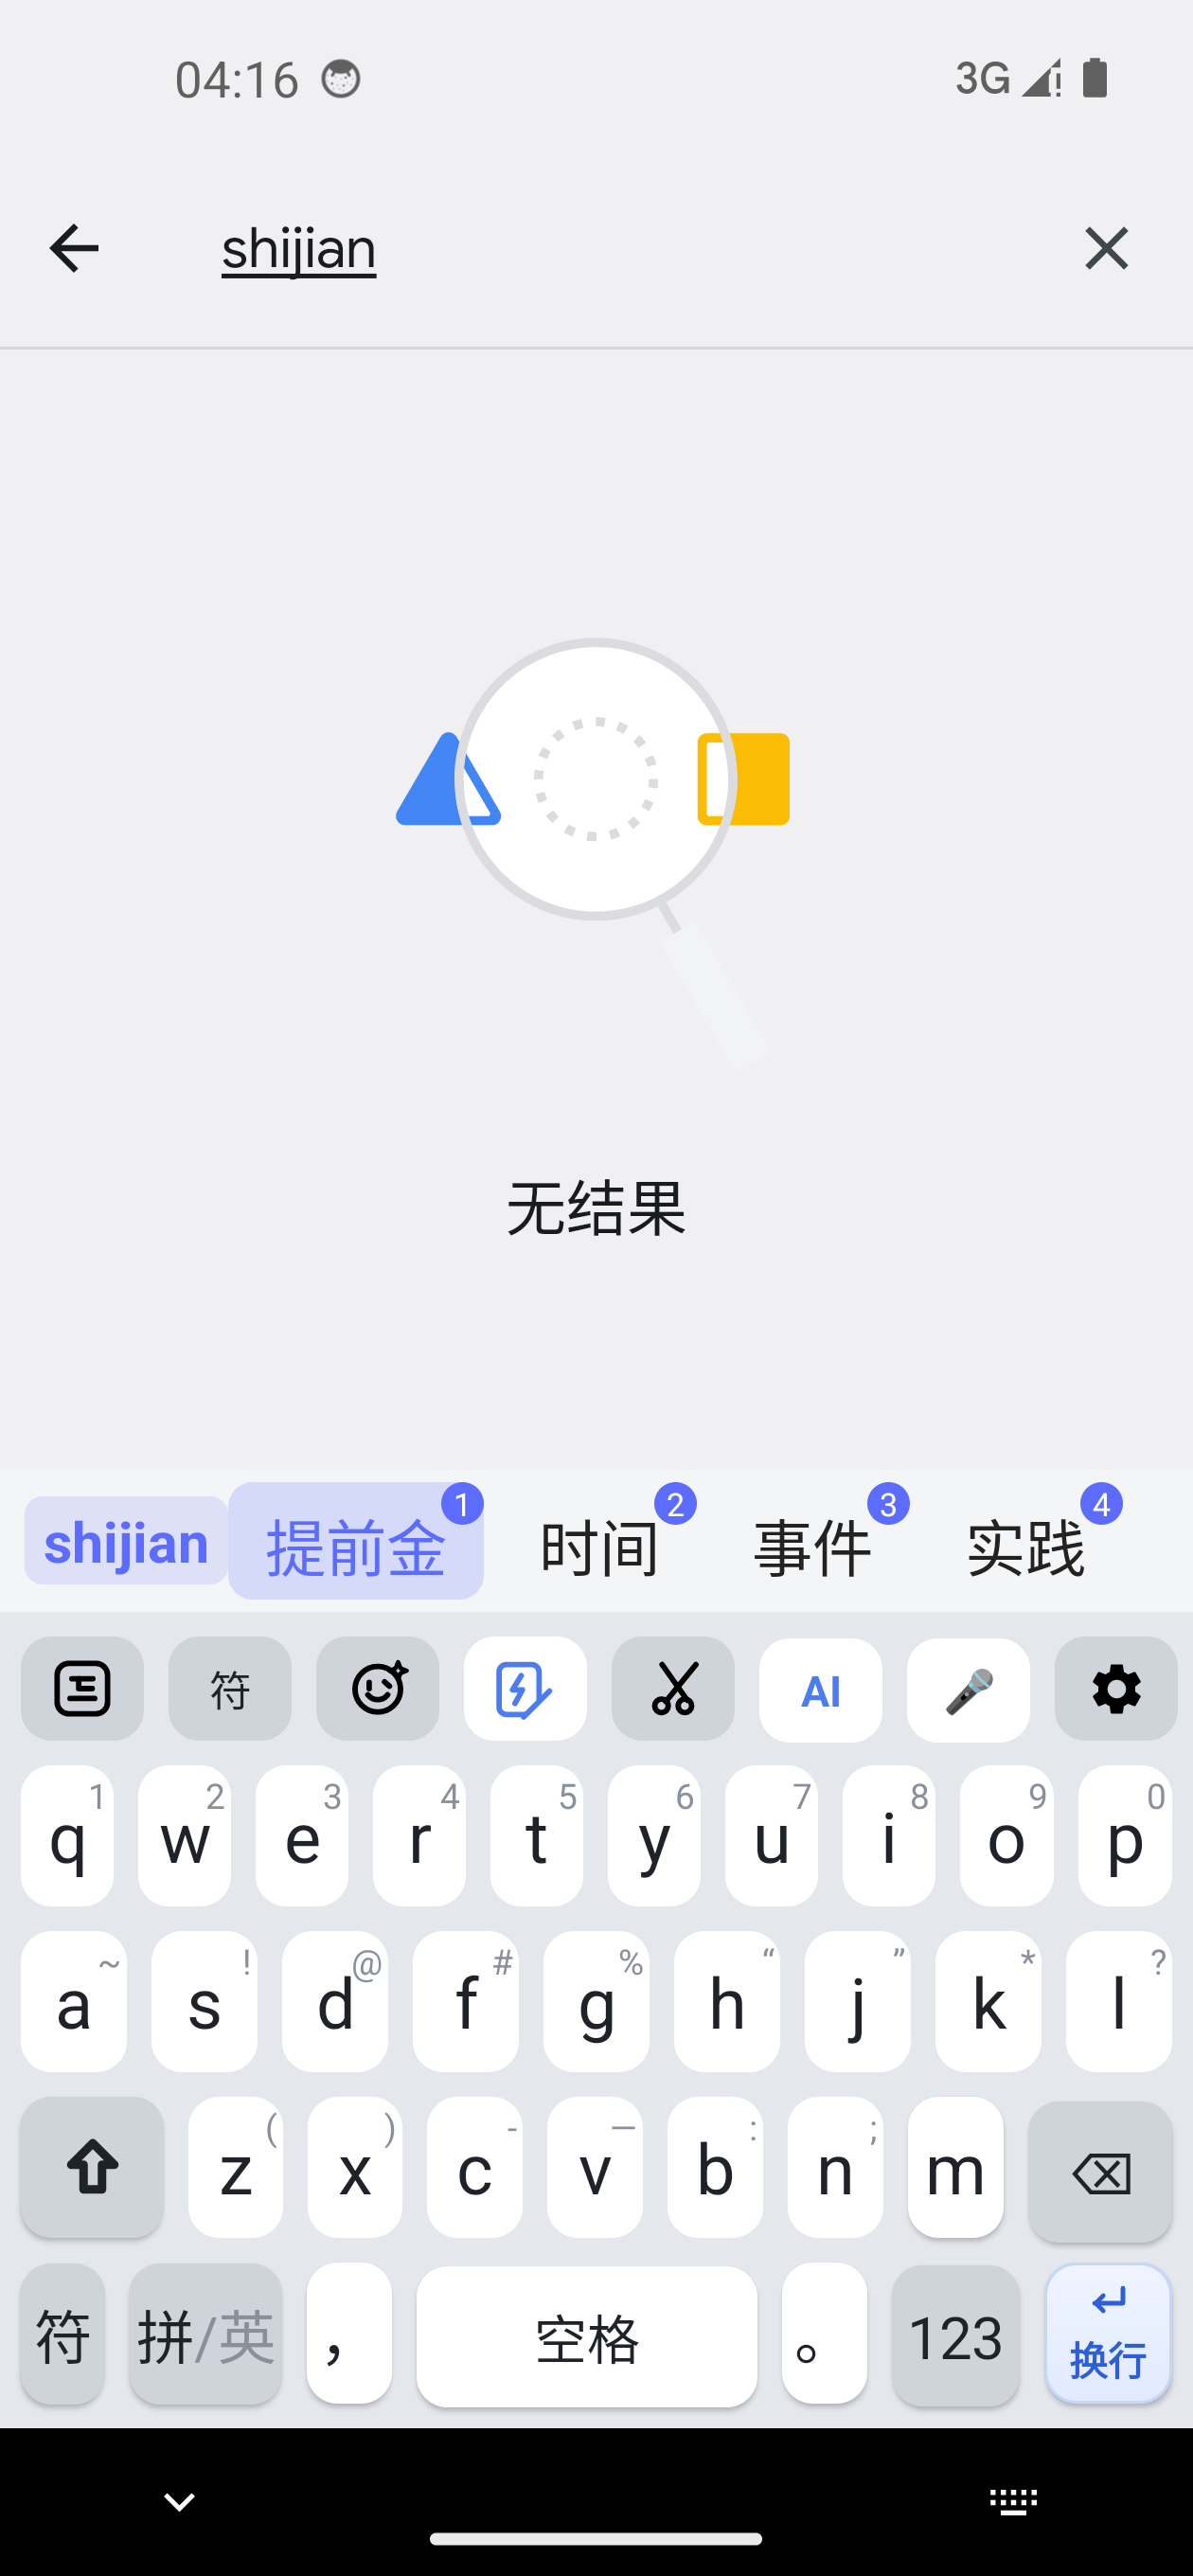 04:16 3G
shijian
无结果
shijian 提前金 1 时间 2 事件 3 实践 4
符 AI
q 1 w 2 e 3 r 4 t 5 y 6 u 7 i 8 o 9 p 0
a ~ s ! d @ f # g % h “ j ” k * l ?
z ( x ) c - v — b : n ; m
符 拼/英 ， 空格 。 123 换行